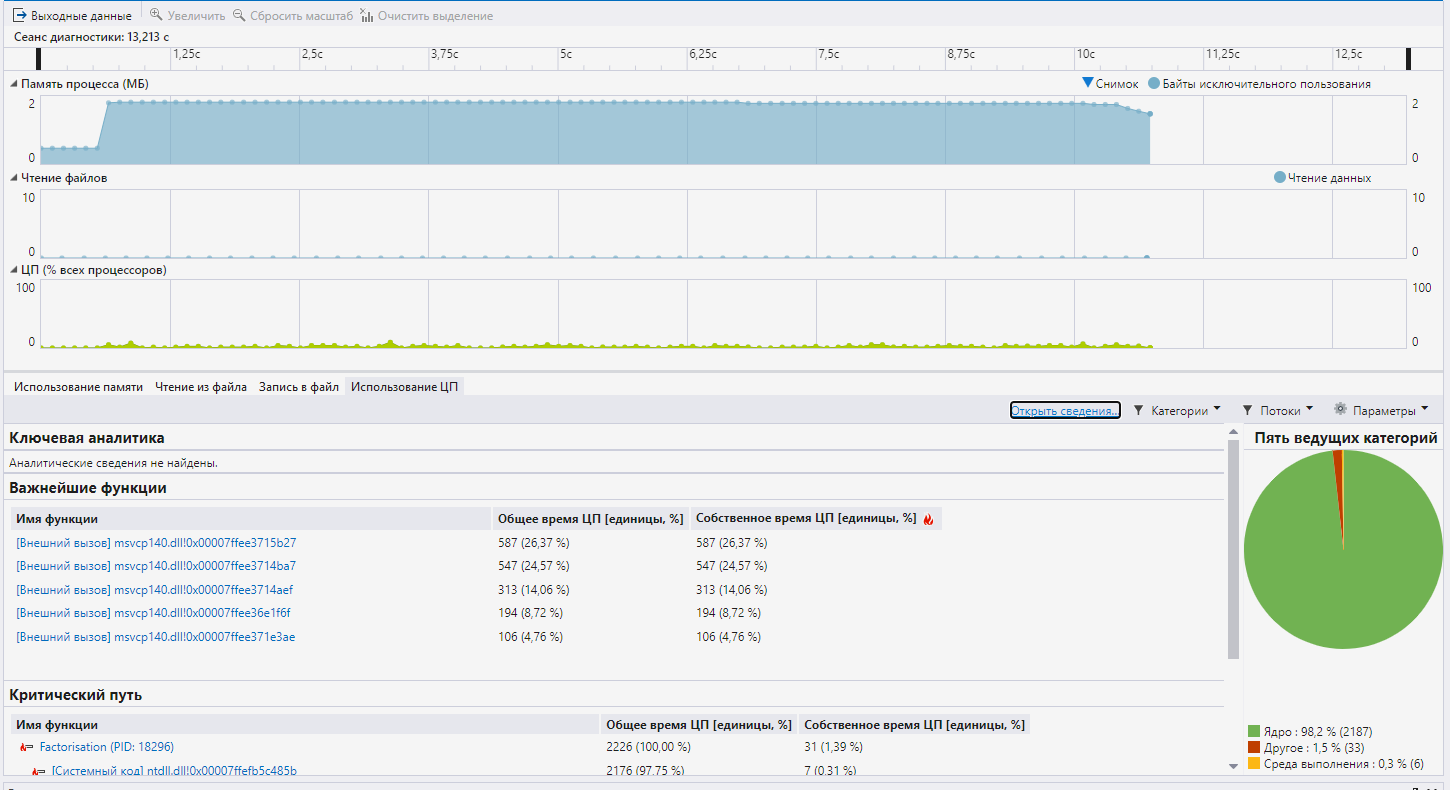 Выходные данные Увеличить Сбросить масштаб Очистить выделение
Сеанс диагностики: 13,213 с
1,25с 2,5с 3,75с 5с 6,25с 7,5с 8,75с 10с 11,25с 12,5с
Память процесса (МБ) Снимок Байты исключительного пользования
2 2
0 0
Чтение файлов Чтение данных
10 10
0 0
ЦП (% всех процессоров)
100 100
0 0
Использование памяти Чтение из файла Запись в файл Использование ЦП
Открыть сведения... Категории Потоки Параметры
Ключевая аналитика
Аналитические сведения не найдены.
Важнейшие функции
Имя функции Общее время ЦП [единицы, %] Собственное время ЦП [единицы, %]
[Внешний вызов] msvcp140.dll!0x00007ffee3715b27 587 (26,37 %) 587 (26,37 %)
[Внешний вызов] msvcp140.dll!0x00007ffee3714ba7 547 (24,57 %) 547 (24,57 %)
[Внешний вызов] msvcp140.dll!0x00007ffee3714aef 313 (14,06 %) 313 (14,06 %)
[Внешний вызов] msvcp140.dll!0x00007ffee36e1f6f 194 (8,72 %) 194 (8,72 %)
[Внешний вызов] msvcp140.dll!0x00007ffee371e3ae 106 (4,76 %) 106 (4,76 %)
Критический путь
Имя функции Общее время ЦП [единицы, %] Собственное время ЦП [единицы, %]
Factorisation (PID: 18296) 2226 (100,00 %) 31 (1,39 %)
[Системный код] ntdll.dll!0x00007ffefb5c485b 2176 (97,75 %) 7 (0,31 %)
Пять ведущих категорий
Ядро : 98,2 % (2187)
Другое : 1,5 % (33)
Среда выполнения : 0,3 % (6)